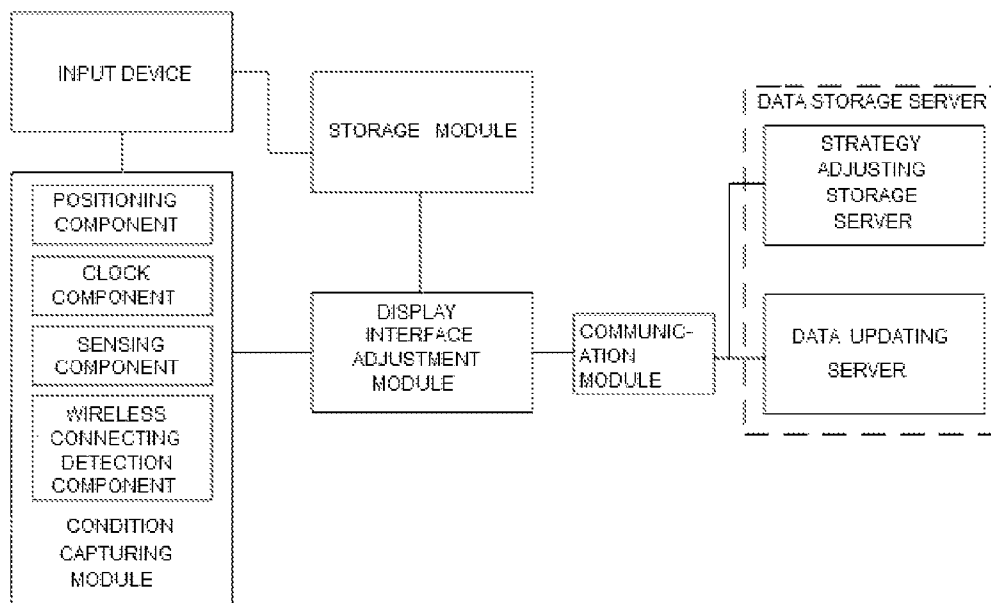 INPUT DEVICE
STORAGE MODULE
POSITIONING
COMPONENT
CLOCK
COMPONENT
SENSING
COMPONENT
WIRELESS
CONNECTING
DETECTION
COMPONENT
CONDITION
CAPTURING
MODULE
DISPLAY
INTERFACE
ADJUSTMENT
MODULE
COMMUNIC-
ATION
MODULE
DATA STORAGE SERVER
STRATEGY
ADJUSTING
STORAGE
SERVER
DATA UPDATING
SERVER